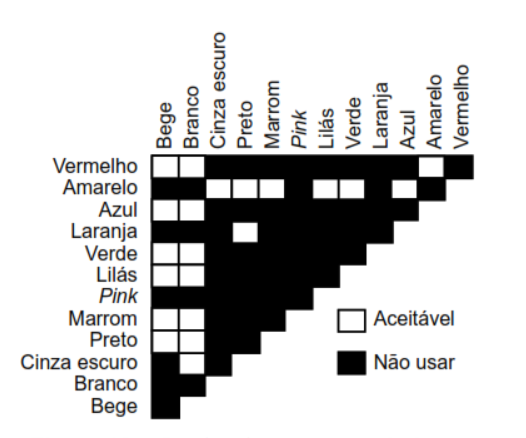 Bege
Branco
Cinza escuro
Preto
Marrom
Pink
Lilás
Verde
Laranja
Azul
Amarelo
Vermelho
Vermelho
Amarelo
Azul
Laranja
Verde
Lilás
Pink
Marrom
Preto
Cinza escuro
Branco
Bege
Aceitável
Não usar